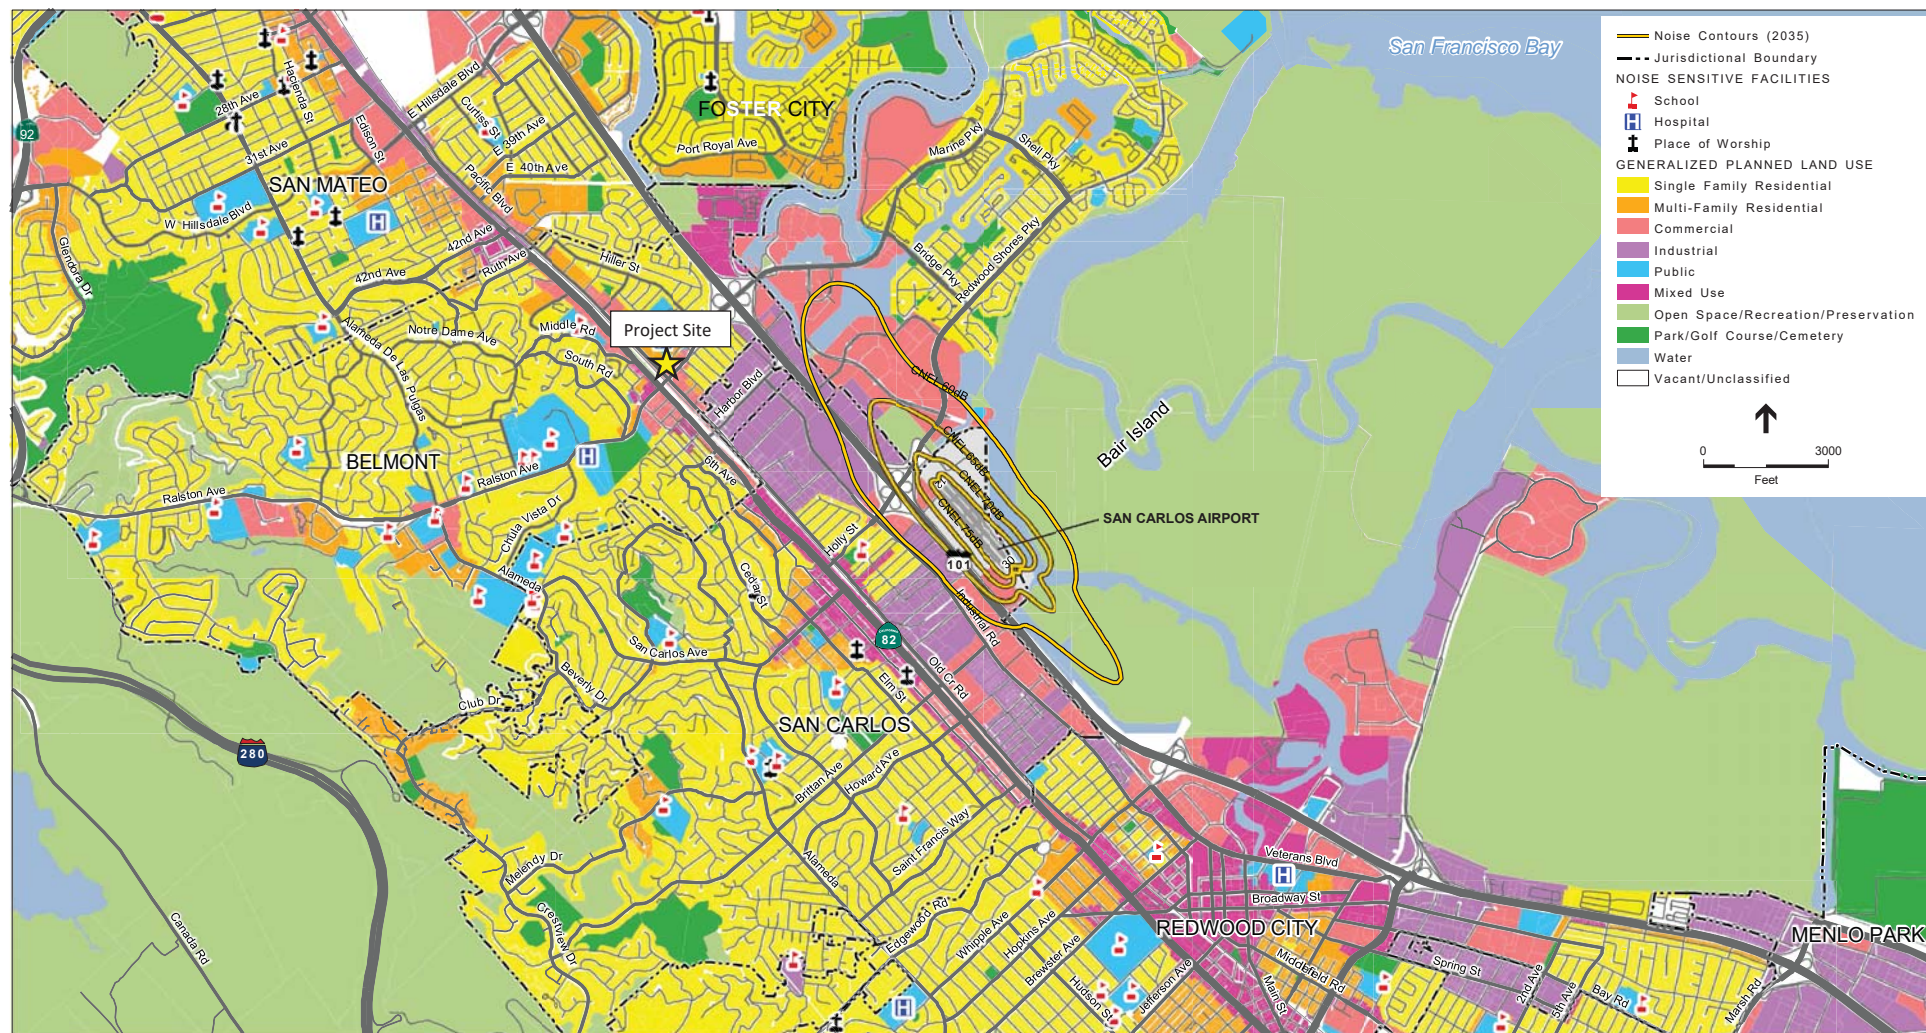 San Francisco Bay
Noise Contours (2035)
Jurisdictional Boundary
NOISE SENSITIVE FACILITIES
School
H
Hospital
Place of Worship
GENERALIZED PLANNED LAND USE
Single Family Residential
Multi-Family Residential
Commercial
Industrial
Public
Mixed Use
Open Space/Recreation/Preservation
Park/Golf Course/Cemetery
Water
Vacant/Unclassified
0
3000
Feet
92
28th Ave
Hacienda St
31st Ave
Edison St
E Hillsdale Blvd
Curtiss St
E 39th Ave
E 40th Ave
Pacific Blvd
FOSTER CITY
Port Royal Ave
Marine Pky
Shell Pky
SAN MATEO
W Hillsdale Blvd
H
Glendora Dr
42nd Ave
42nd Ave
Ruth Ave
Hiller St
Bridge Pky
Redwood Shores Pky
Project Site
Middle Rd
Notre Dame Ave
South Rd
Alameda De Las Pulgas
Harbor Blvd
CNEL 60dB
CNEL 65dB
CNEL 70dB
CNEL 75dB
12
30
Bair Island
SAN CARLOS AIRPORT
101
BELMONT
H
Ralston Ave
Ralston Ave
6th Ave
Chula Vista Dr
Holly St
Cedar St
Alameda
Industrial Rd
82
San Carlos Ave
Beverly Dr
Club Dr
Elm St
Old Cr Rd
280
SAN CARLOS
Brittan Ave
Howard Ave
Saint Francis Way
Melendy Dr
Alameda
Crestview Dr
Canada Rd
Edgewood Rd
Whipple Ave
Hopkins Ave
Brewster Ave
Hudson St
Jefferson Ave
H
Veterans Blvd
H
Broadway St
REDWOOD CITY
Middlefield Rd
Main St
Spring St
2nd Ave
5th Ave
Bay Rd
Marsh Rd
MENLO PARK